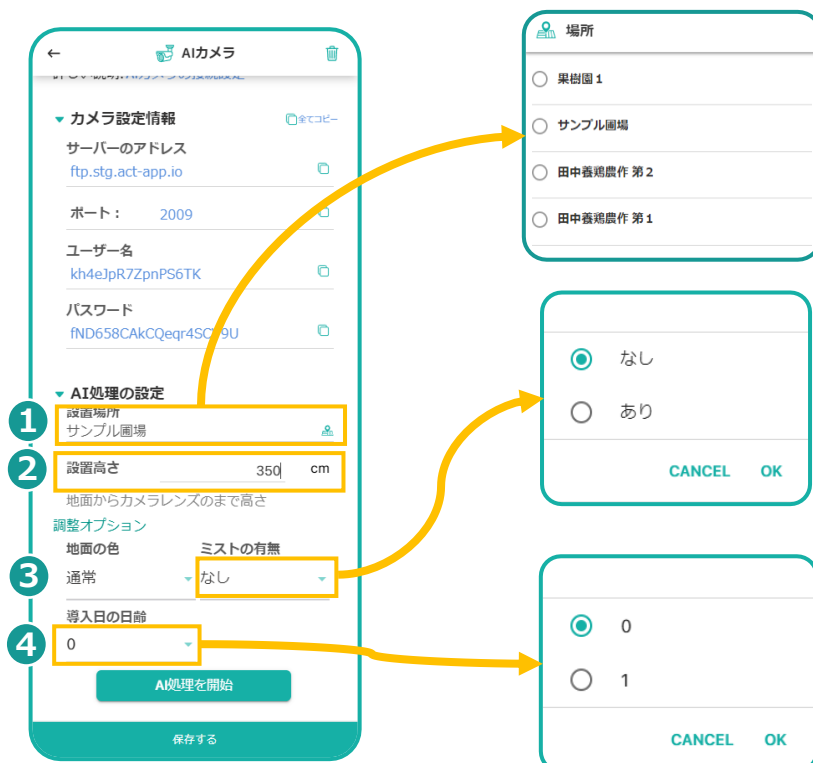 AIカメラ
カメラ設定情報
全てコピー
サーバーのアドレス
ftp.stg.act-app.io
ポート：
2009
ユーザー名
kh4eJpR7ZpnPS6TK
パスワード
AI処理の設定
1
設置場所
サンプル圃場
2
設置高さ
350
cm
地面からカメラレンズのまで高さ
調整オプション
地面の色
ミストの有無
3
通常
なし
導入日の日齢
4
0
AI処理を開始
保存する
場所
果樹園１
サンプル圃場
田中養鶏農作 第２
田中養鶏農作 第１
なし
あり
CANCEL
OK
0
1
CANCEL
OK